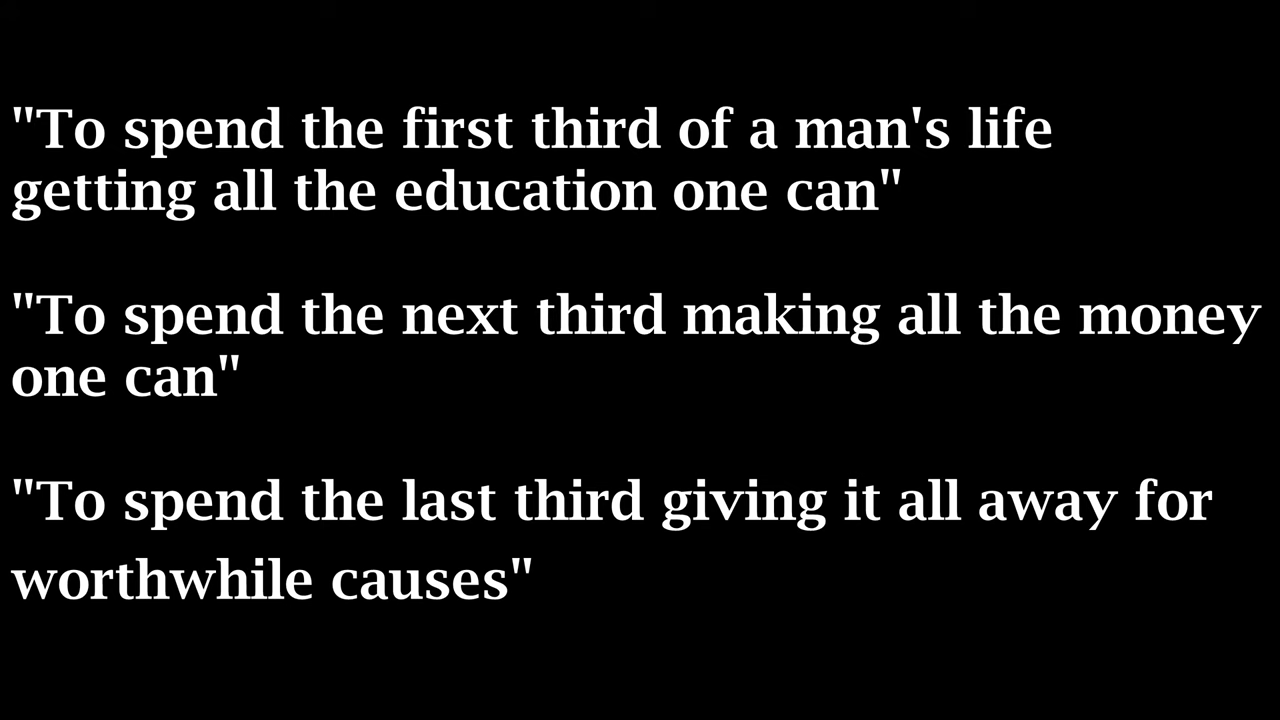 "To spend the first third of a man's life
getting all the education one can"
"To spend the next third making all the money
one can"
"To spend the last third giving it all away for
worthwhile causes"